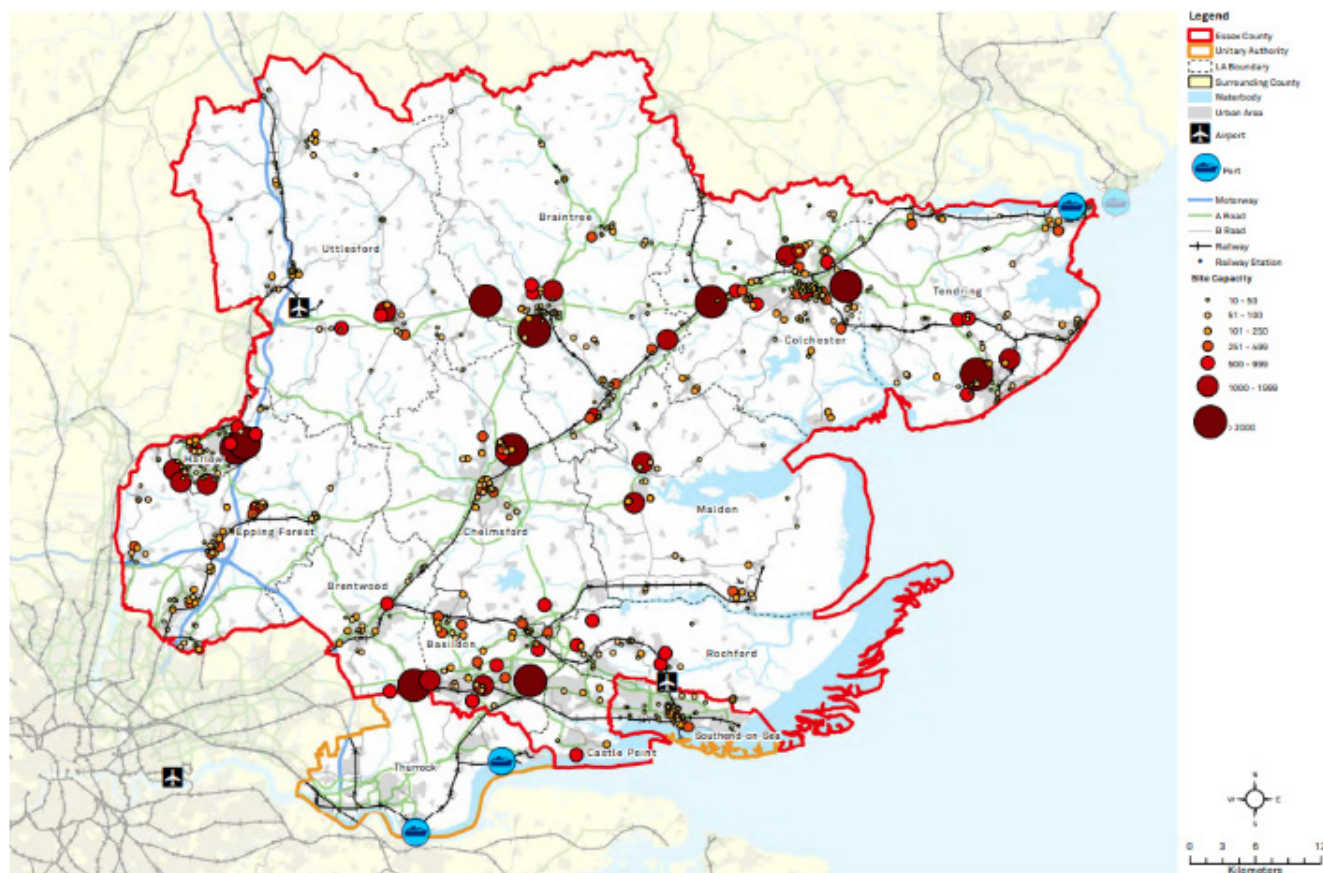 Legend
Essex County
Unitary Authority
LA Boundary
Surrounding County
Waterbody
Urban Area
Airport
Port
Motorway
A Road
B Road
Railway
Railway Station
Site Capacity
10 - 50
51 - 100
101 - 250
251 - 499
500 - 999
1000 - 1999
> 2000
Braintree
Uttlesford
Tendring
Colchester
Harlow
Maldon
Epping Forest
Chelmsford
Brentwood
Basildon
Rochford
Southend-on-Sea
Castle Point
Thurrock
N
W
E
S
0 3 6 12
Kilometers